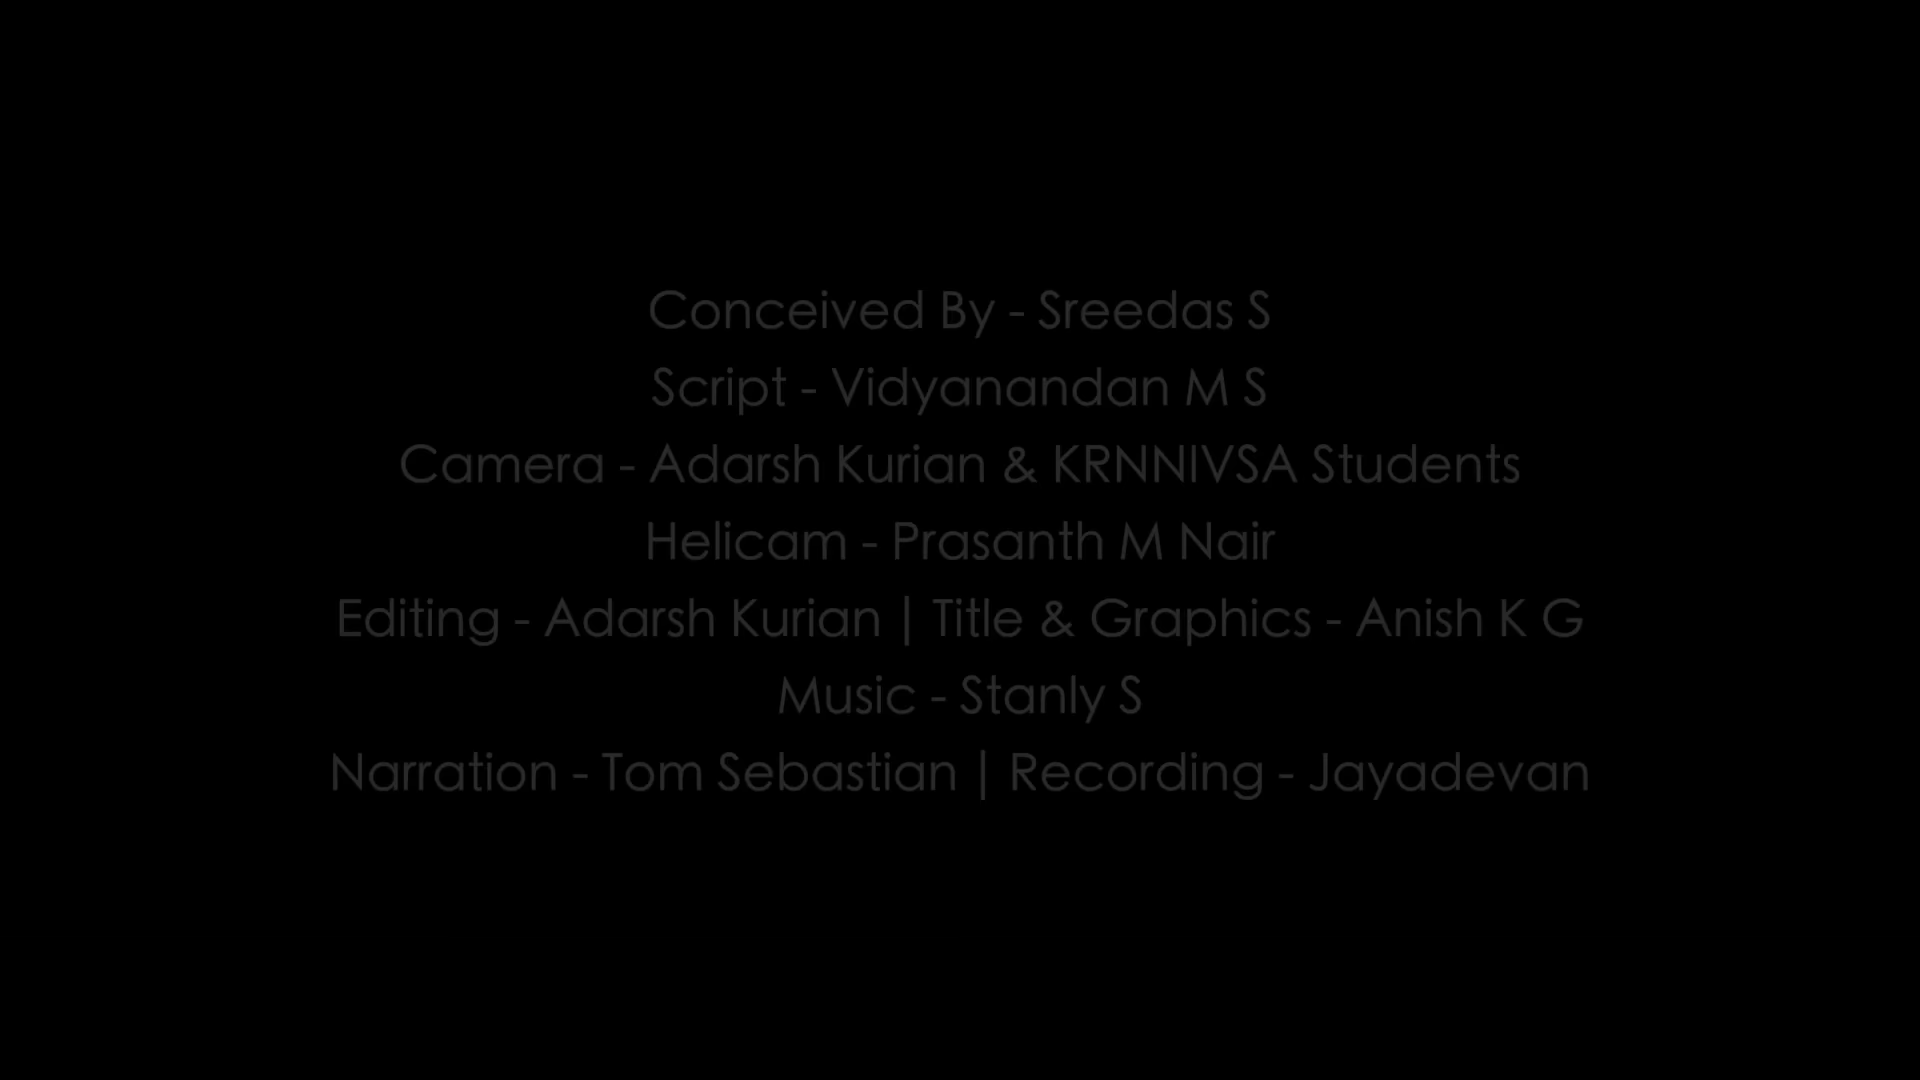 Conceived By - Sreedas S
Script - Vidyanandan M S
Camera - Adarsh Kurian & KRNNIVSA Students
Helicam - Prasanth M Nair
Editing - Adarsh Kurian | Title & Graphics - Anish K G
Music - Stanly S
Narration - Tom Sebastian | Recording - Jayadevan